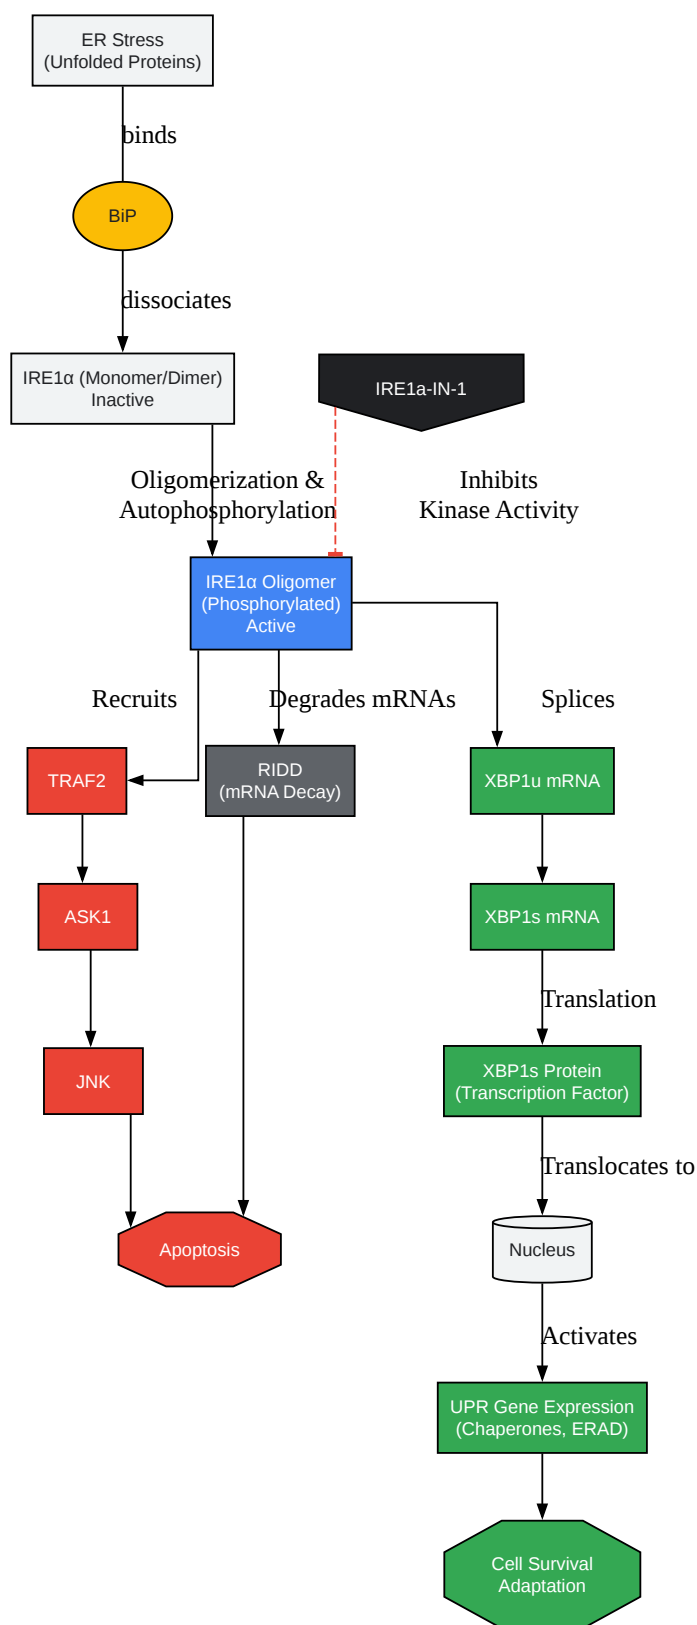 ER Stress
(Unfolded Proteins)
binds
BiP
dissociates
IRE1α (Monomer/Dimer)
Inactive
IRE1a-IN-1
Oligomerization &
Autophosphorylation
Inhibits
Kinase Activity
IRE1α Oligomer
(Phosphorylated)
Active
Recruits
Degrades mRNAs
Splices
TRAF2
RIDD
(mRNA Decay)
XBP1u mRNA
ASK1
XBP1s mRNA
Translation
JNK
XBP1s Protein
(Transcription Factor)
Translocates to
Apoptosis
Nucleus
Activates
UPR Gene Expression
(Chaperones, ERAD)
Cell Survival
Adaptation